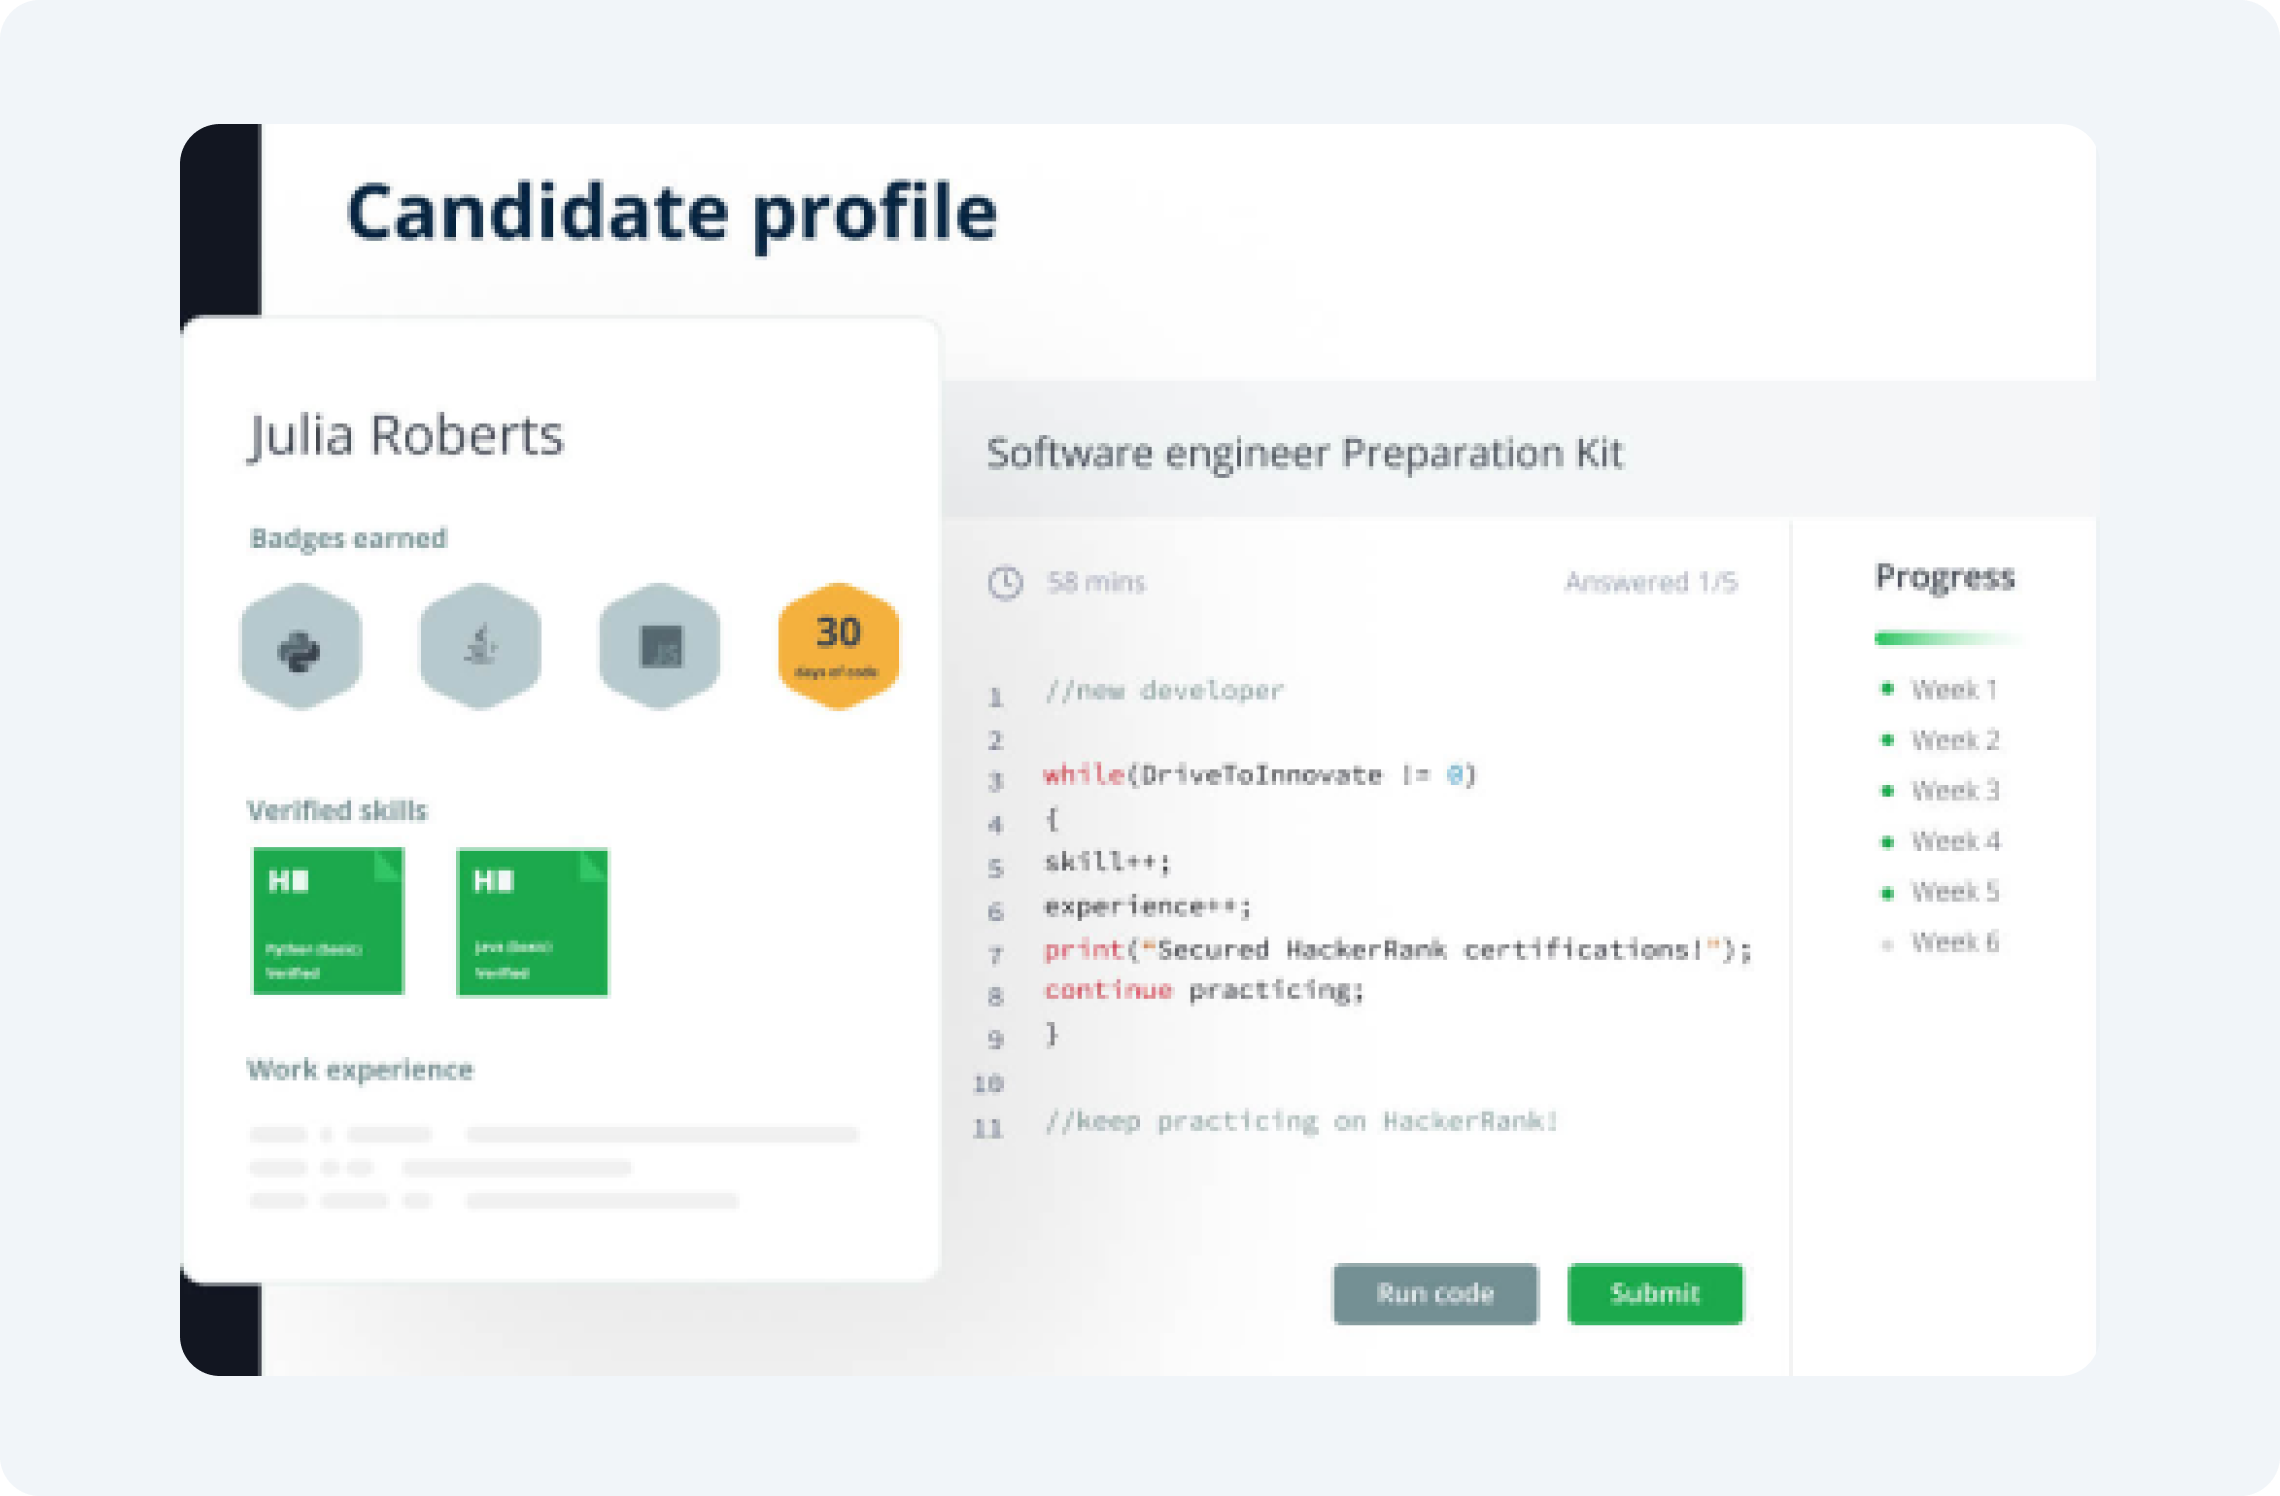 Candidate profile
Julia Roberts
Badges earned
JS
30
days of code
Verified skills
H
Python (Basic)
Verified
H
Java (Basic)
Verified
Work experience
Software engineer Preparation Kit
58 mins
Answered 1/5
1 //new developer
2
3 while(DriveToInnovate != 0)
4 {
5 skill++;
6 experience++;
7 print(“Secured HackerRank certifications!");
8 continue practicing;
9 }
10
11 //keep practicing on HackerRank!
Run code
Submit
Progress
Week 1
Week 2
Week 3
Week 4
Week 5
Week 6